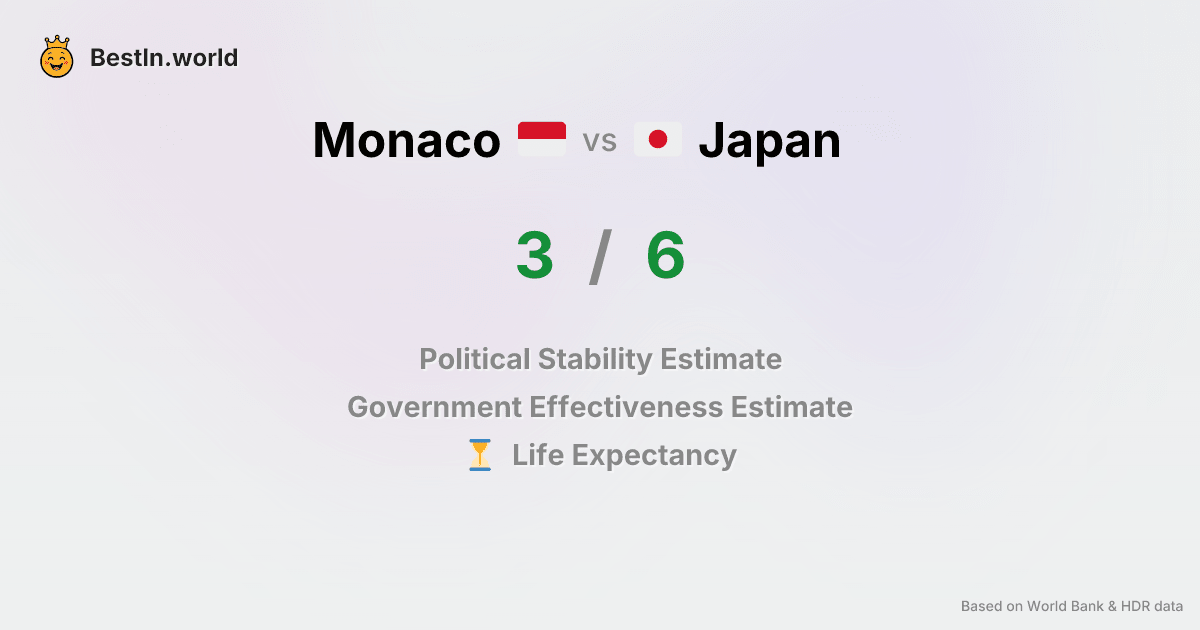 BestIn.world
Monaco vs Japan
3 / 6
Political Stability Estimate
Government Effectiveness Estimate
Life Expectancy
Based on World Bank & HDR data